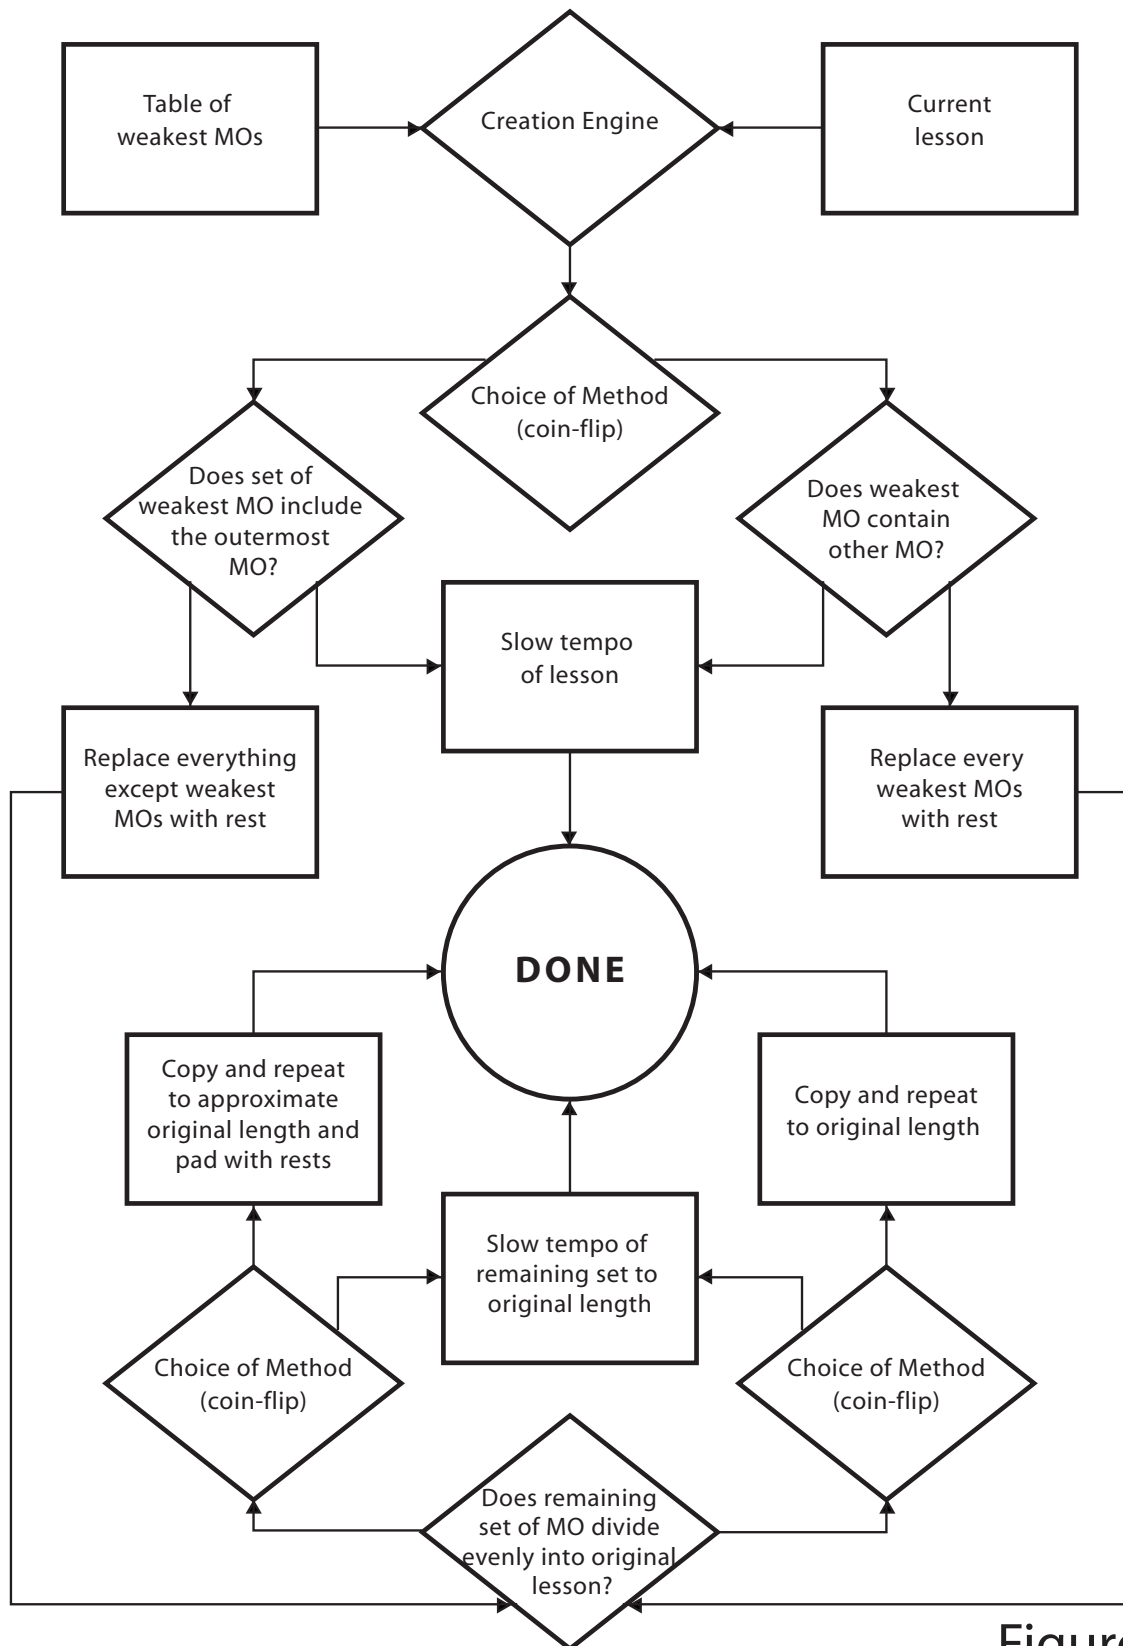 Table of
weakest MOs
Creation Engine
Current
lesson
Choice of Method
(coin-flip)
Does set of
weakest MO include
the outermost
MO?
Does weakest
MO contain
other MO?
Slow tempo
of lesson
Replace everything
except weakest
MOs with rest
Replace every
weakest MOs
with rest
DONE
Copy and repeat
to approximate
original length and
pad with rests
Copy and repeat
to original length
Slow tempo of
remaining set to
original length
Choice of Method
(coin-flip)
Choice of Method
(coin-flip)
Does remaining
set of MO divide
evenly into original
lesson?
Figure